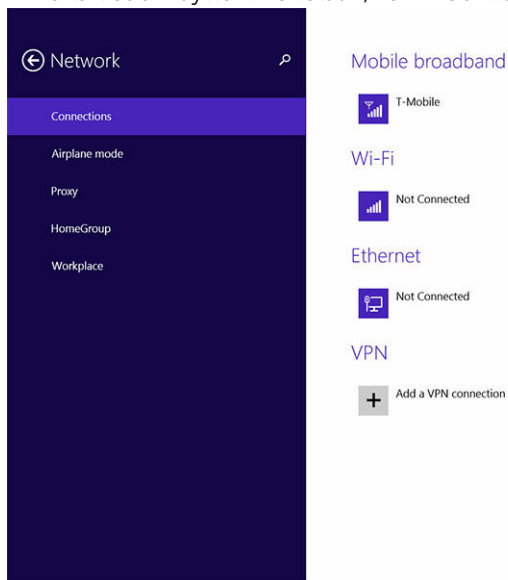 Network
Connections
Airplane mode
Proxy
HomeGroup
Workplace
Mobile broadband
T-Mobile
Wi-Fi
Not Connected
Ethernet
Not Connected
VPN
Add a VPN connection